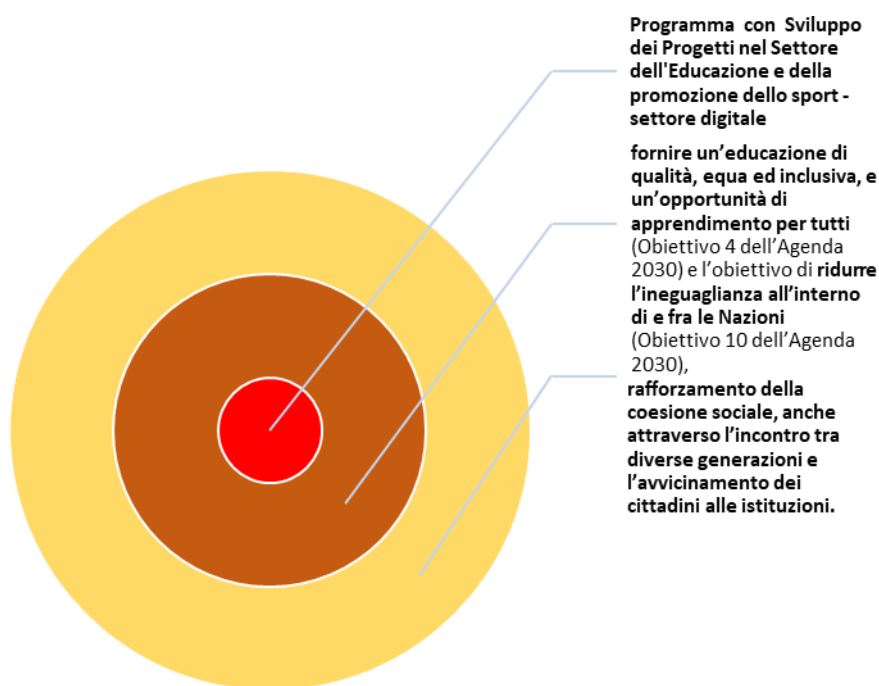 Programma con Sviluppo
dei Progetti nel Settore
dell'Educazione e della
promozione dello sport -
settore digitale
fornire un’educazione di
qualità, equa ed inclusiva, e
un’opportunità di
apprendimento per tutti
(Obiettivo 4 dell’Agenda
2030) e l’obiettivo di ridurre
l’ineguaglianza all’interno
di e fra le Nazioni
(Obiettivo 10 dell’Agenda
2030),
rafforzamento della
coesione sociale, anche
attraverso l’incontro tra
diverse generazioni e
l’avvicinamento dei
cittadini alle istituzioni.